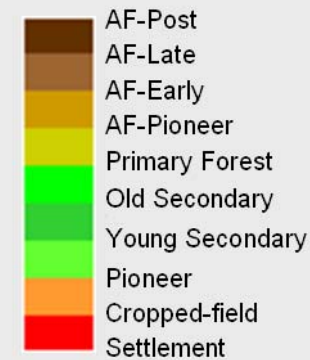 AF-Post
AF-Late
AF-Early
AF-Pioneer
Primary Forest
Old Secondary
Young Secondary
Pioneer
Cropped-field
Settlement